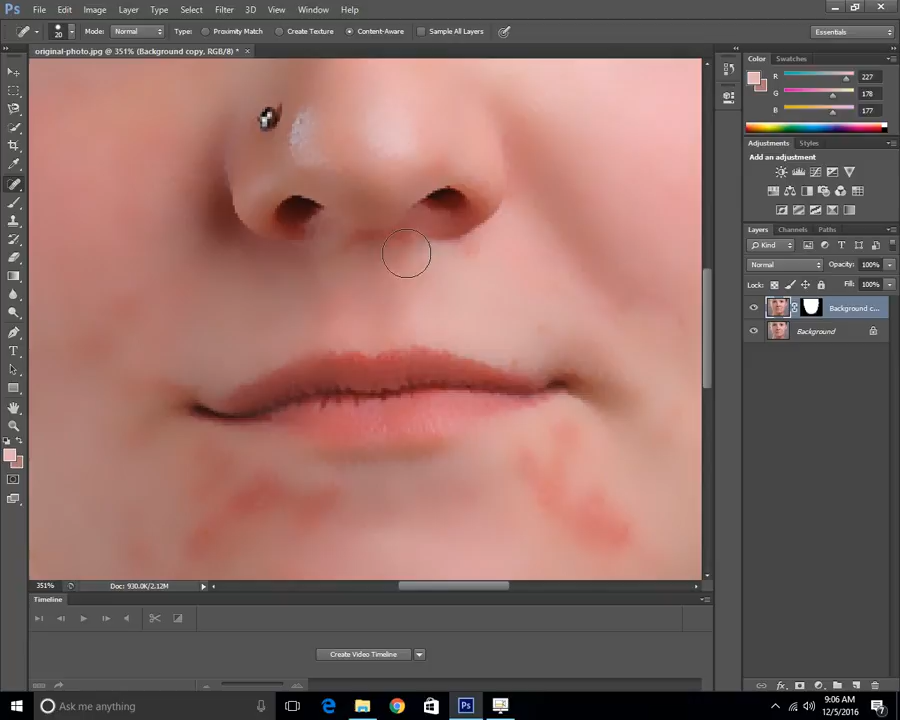 Ps File Edit Image Layer Type Select Filter 3D View Window Help
20 Mode: Normal Type: Proximity Match Create Texture Content-Aware Sample All Layers Essentials
original-photo.jpg @ 351% (Background copy, RGB/8) * ×
Color Swatches
R 227
G 178
B 177
Adjustments Styles
Add an adjustment
Layers Channels Paths
Kind
Normal Opacity: 100%
Lock: Fill: 100%
Background c...
Background
351% Doc: 930.0K/2.12M
Timeline
Create Video Timeline
Ask me anything
Ps
9:06 AM
12/5/2016